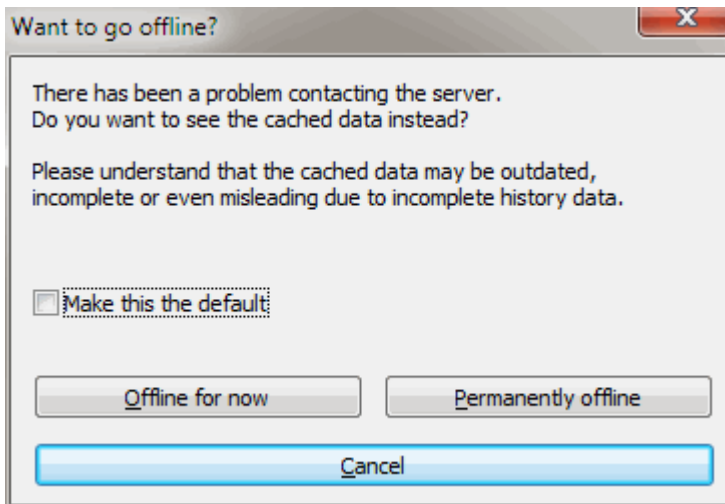 Want to go offline?
There has been a problem contacting the server.
Do you want to see the cached data instead?
Please understand that the cached data may be outdated,
incomplete or even misleading due to incomplete history data.
Make this the default
Offline for now
Permanently offline
Cancel